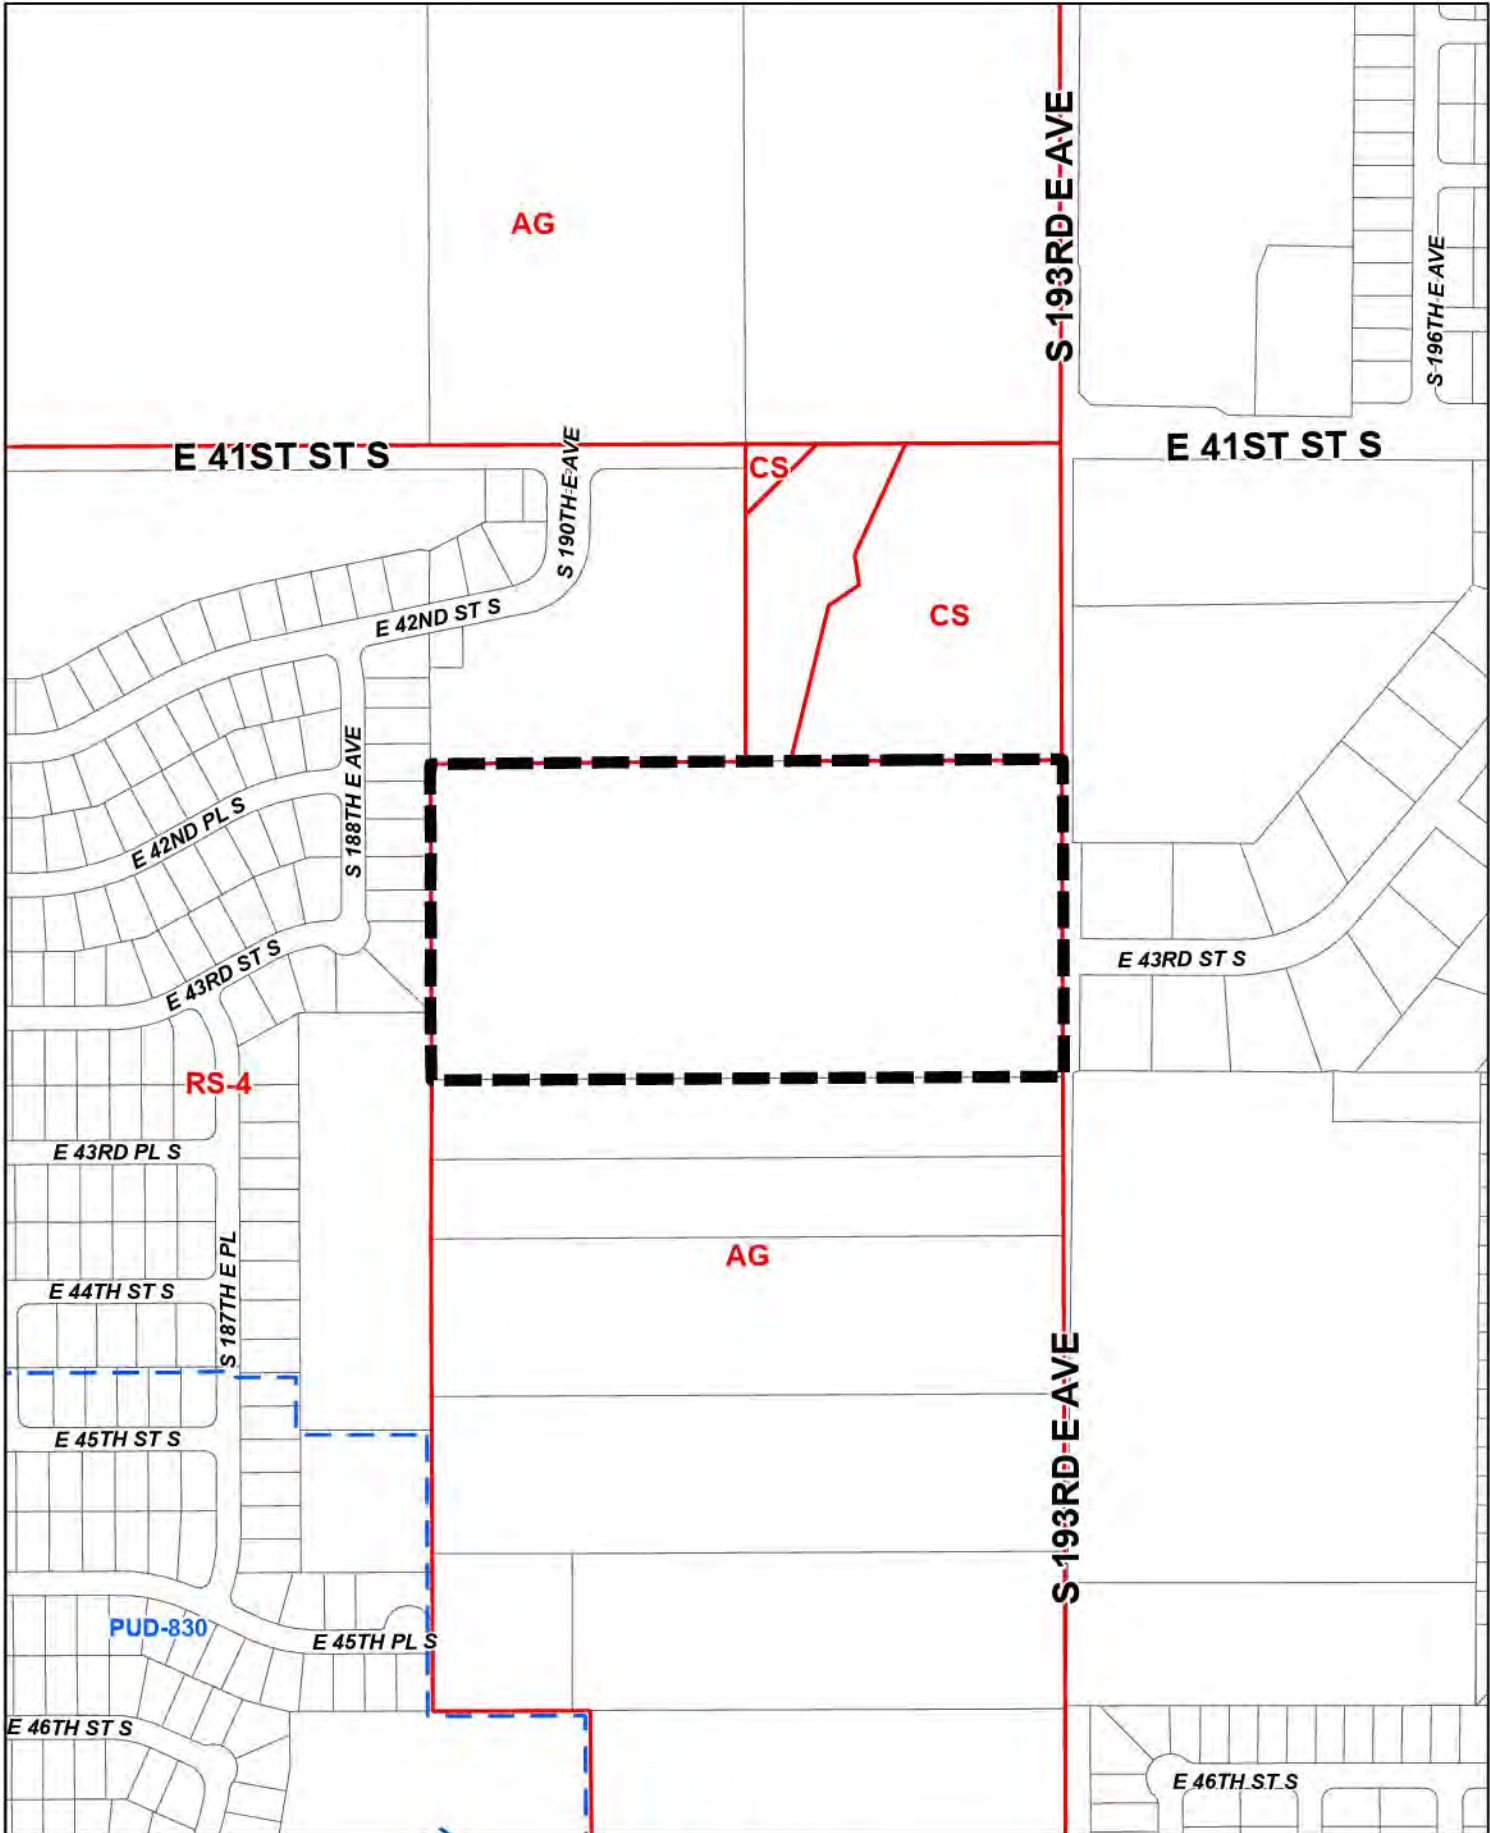 S 193RD E AVE
AG
S 196TH E AVE
E 41ST ST S
E 41ST ST S
S 190TH E AVE
CS
CS
E 42ND ST S
S 188TH E AVE
E 42ND PL S
E 43RD ST S
E 43RD ST S
RS-4
E 43RD PL S
S 187TH E PL
AG
E 44TH ST S
S 193RD E AVE
E 45TH ST S
PUD-830
E 45TH PL S
E 46TH ST S
E 46TH ST S